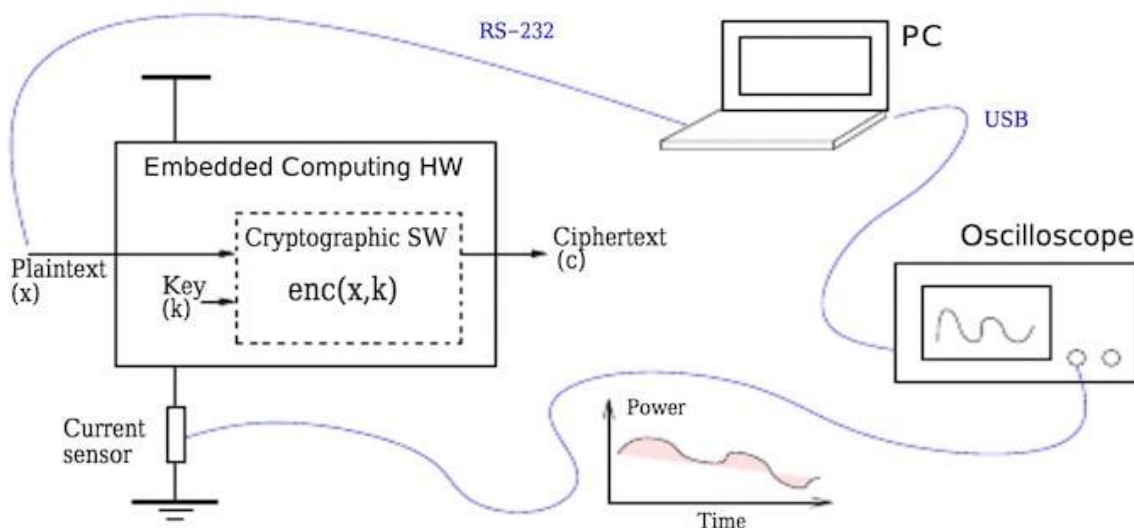 RS-232
PC
USB
Embedded Computing HW
Cryptographic SW
enc(x,k)
Plaintext
(x)
Key
(k)
Ciphertext
(c)
Oscilloscope
Current
sensor
Power
Time